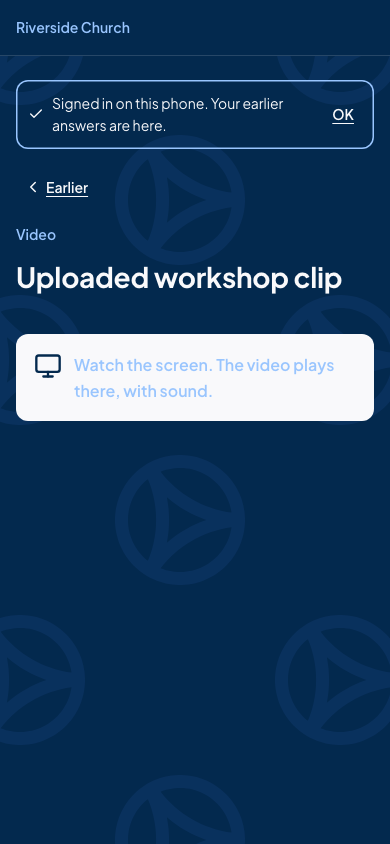 Riverside Church
Signed in on this phone. Your earlier
answers are here.
OK
Earlier
Video
Uploaded workshop clip
Watch the screen. The video plays
there, with sound.